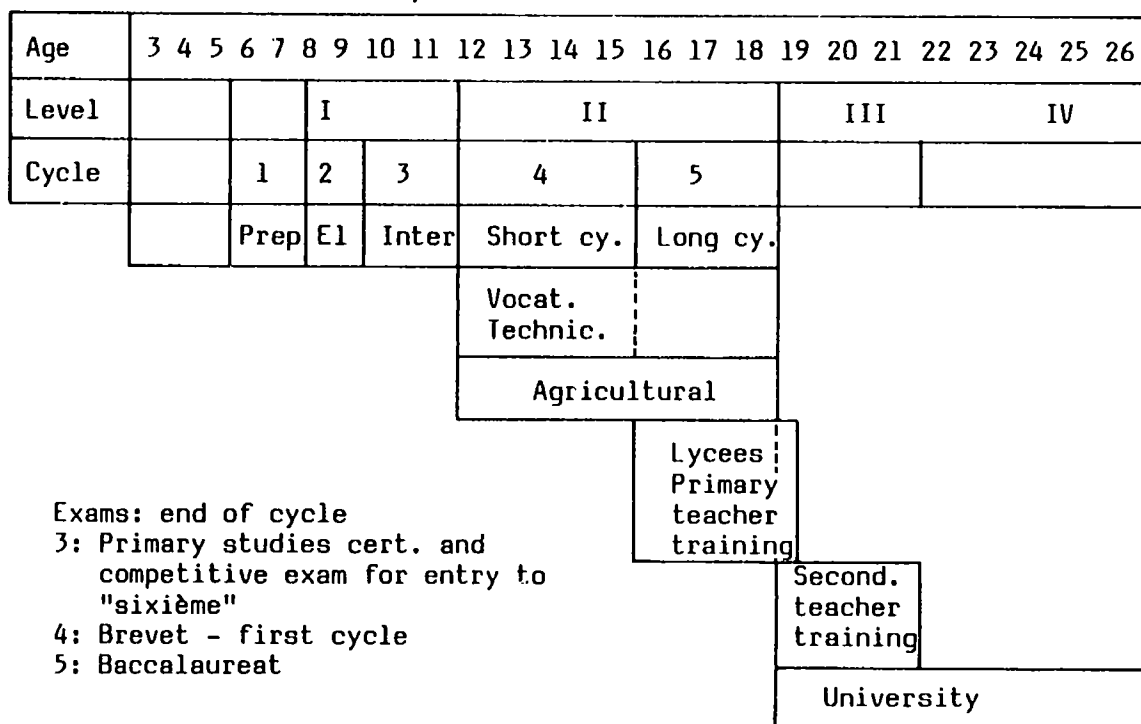 Age 3 4 5 6 7 8 9 10 11 12 13 14 15 16 17 18 19 20 21 22 23 24 25 26
Level I II III IV
Cycle 1 2 3 4 5
Prep El Inter Short cy. Long cy.
Vocat.
Technic.
Agricultural
Lycees
Primary
teacher
training
Exams: end of cycle
3: Primary studies cert. and
competitive exam for entry to
"sixième"
4: Brevet - first cycle
5: Baccalaureat
Second.
teacher
training
University